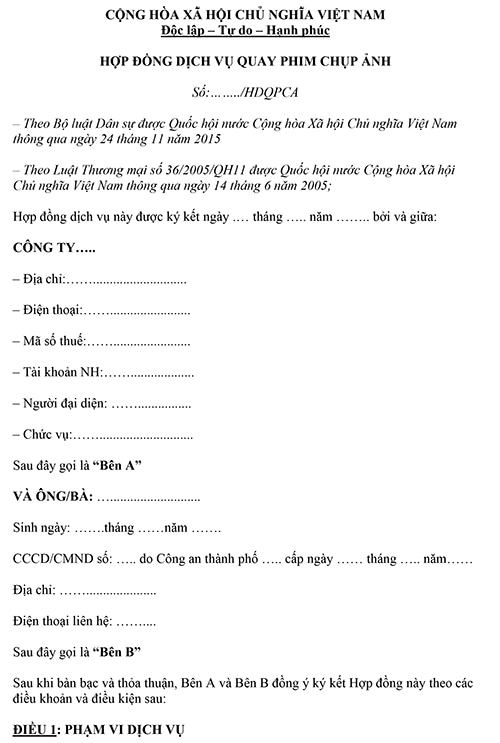 CỘNG HÒA XÃ HỘI CHỦ NGHĨA VIỆT NAM
Độc lập – Tự do – Hạnh phúc
HỢP ĐỒNG DỊCH VỤ QUAY PHIM CHỤP ẢNH
Số:……../HDQPCA
– Theo Bộ luật Dân sự được Quốc hội nước Cộng hòa Xã hội Chủ nghĩa Việt Nam
thông qua ngày 24 tháng 11 năm 2015
– Theo Luật Thương mại số 36/2005/QH11 được Quốc hội nước Cộng hòa Xã hội
Chủ nghĩa Việt Nam thông qua ngày 14 tháng 6 năm 2005;
Hợp đồng dịch vụ này được ký kết ngày .… tháng ….. năm …….. bởi và giữa:
CÔNG TY…..
– Địa chỉ:……...........................
– Điện thoại:……........................
– Mã số thuế:…….......................
– Tài khoản NH:…….....................
– Người đại diện: ……..................
– Chức vụ:……............................
Sau đây gọi là “Bên A”
VÀ ÔNG/BÀ: …...........................
Sinh ngày: …….tháng ……năm …….
CCCD/CMND số: ….. do Công an thành phố ….. cấp ngày …… tháng ….. năm……
Địa chỉ: …….....................
Điện thoại liên hệ: ……....
Sau đây gọi là “Bên B”
Sau khi bàn bạc và thỏa thuận, Bên A và Bên B đồng ý ký kết Hợp đồng này theo các
điều khoản và điều kiện sau:
ĐIỀU 1: PHẠM VI DỊCH VỤ